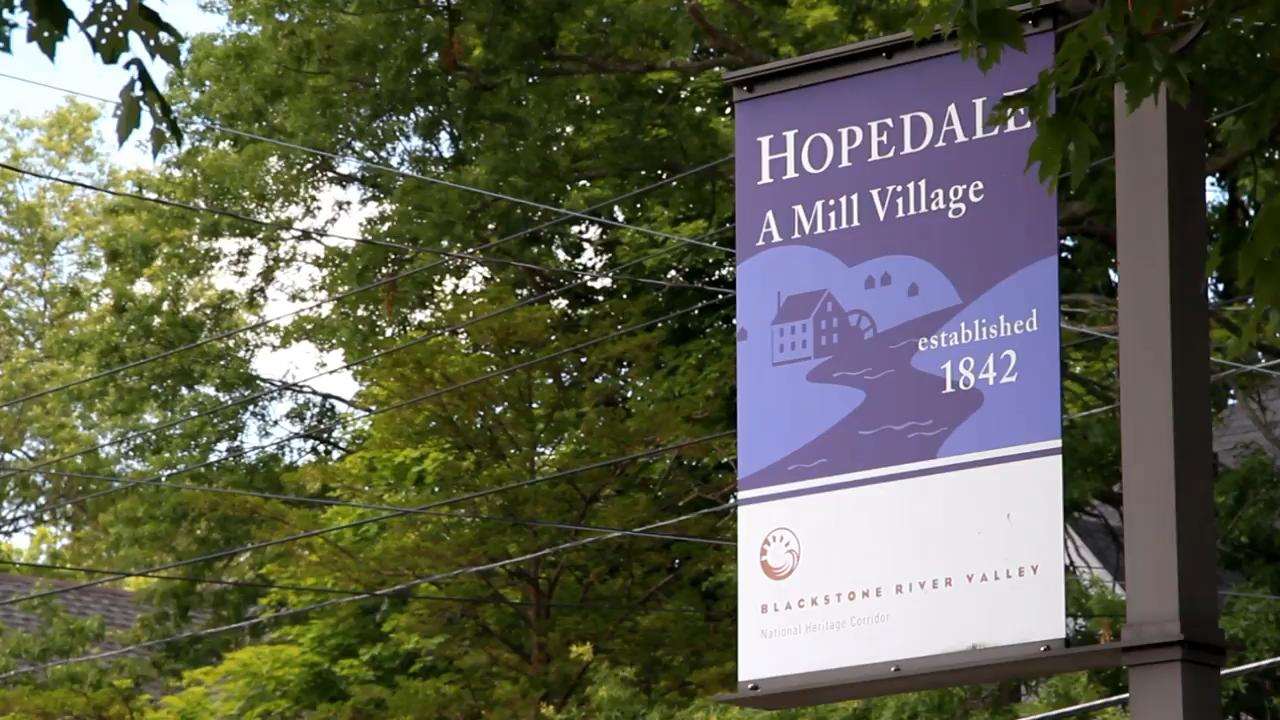 HOPEDALE
A Mill Village
established
1842
BLACKSTONE RIVER VALLEY
National Heritage Corridor